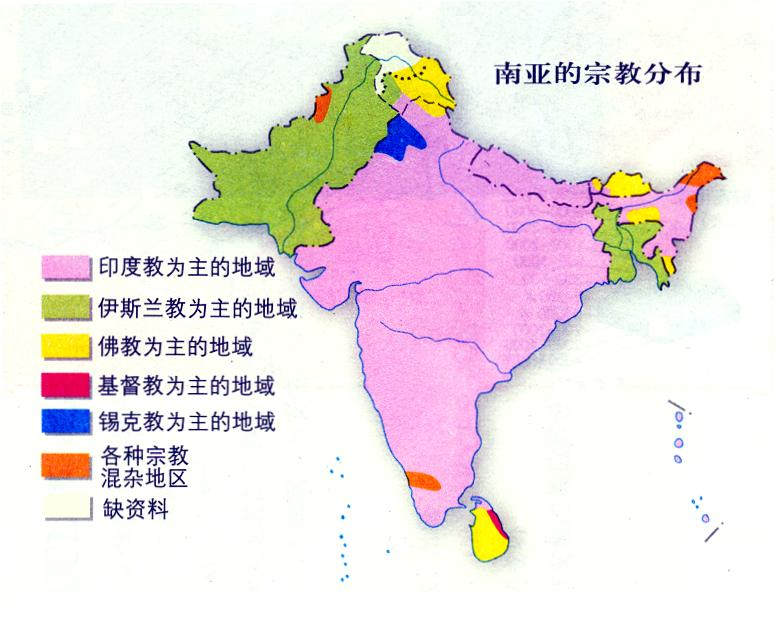 南亚的宗教分布
印度教为主的地域
伊斯兰教为主的地域
佛教为主的地域
基督教为主的地域
锡克教为主的地域
各种宗教
混杂地区
缺资料